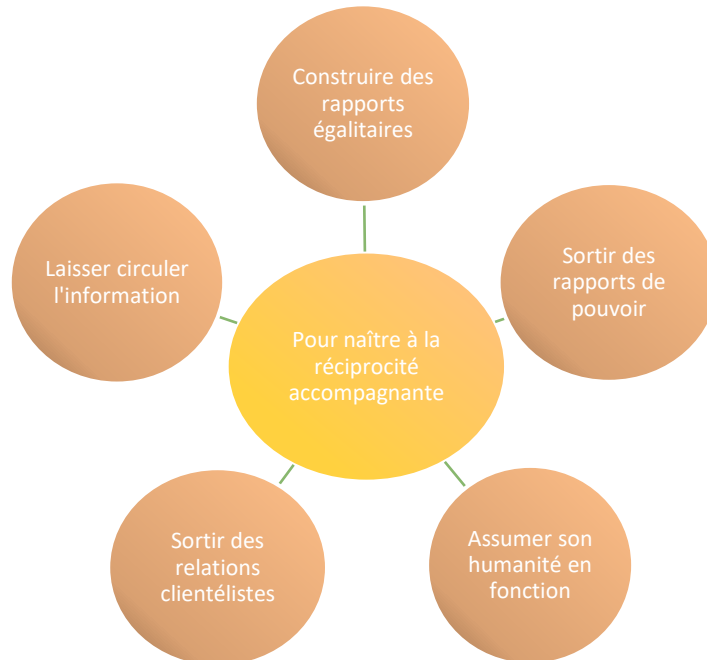 Construire des
rapports
égalitaires
Laisser circuler
l'information
Sortir des
rapports de
pouvoir
Pour naître à la
réciprocité
accompagnante
Sortir des
relations
clientélistes
Assumer son
humanité en
fonction